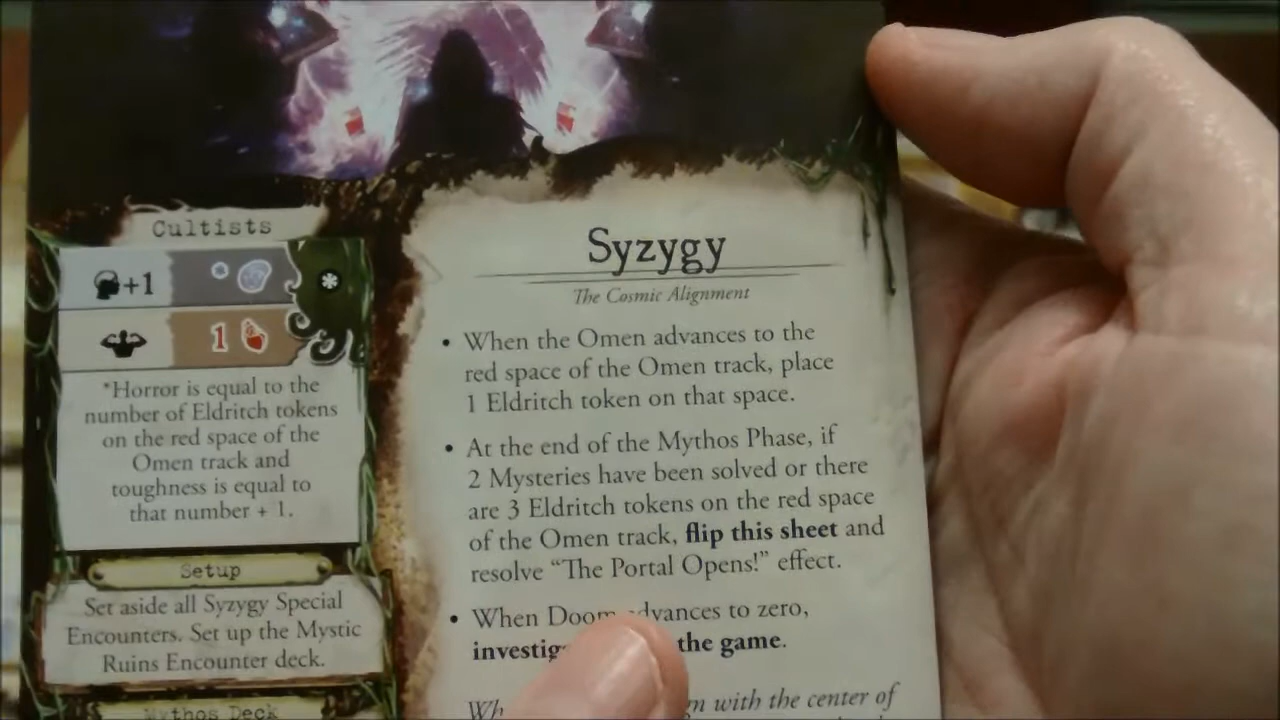 Cultists
+1
*
1
*Horror is equal to the
number of Eldritch tokens
on the red space of the
Omen track and
toughness is equal to
that number + 1.
Setup
Set aside all Syzygy Special
Encounters. Set up the Mystic
Ruins Encounter deck.
Mythos Deck
Syzygy
The Cosmic Alignment
• When the Omen advances to the
red space of the Omen track, place
1 Eldritch token on that space.
• At the end of the Mythos Phase, if
2 Mysteries have been solved or there
are 3 Eldritch tokens on the red space
of the Omen track, flip this sheet and
resolve “The Portal Opens!” effect.
• When Doom advances to zero,
the game.
with the center of